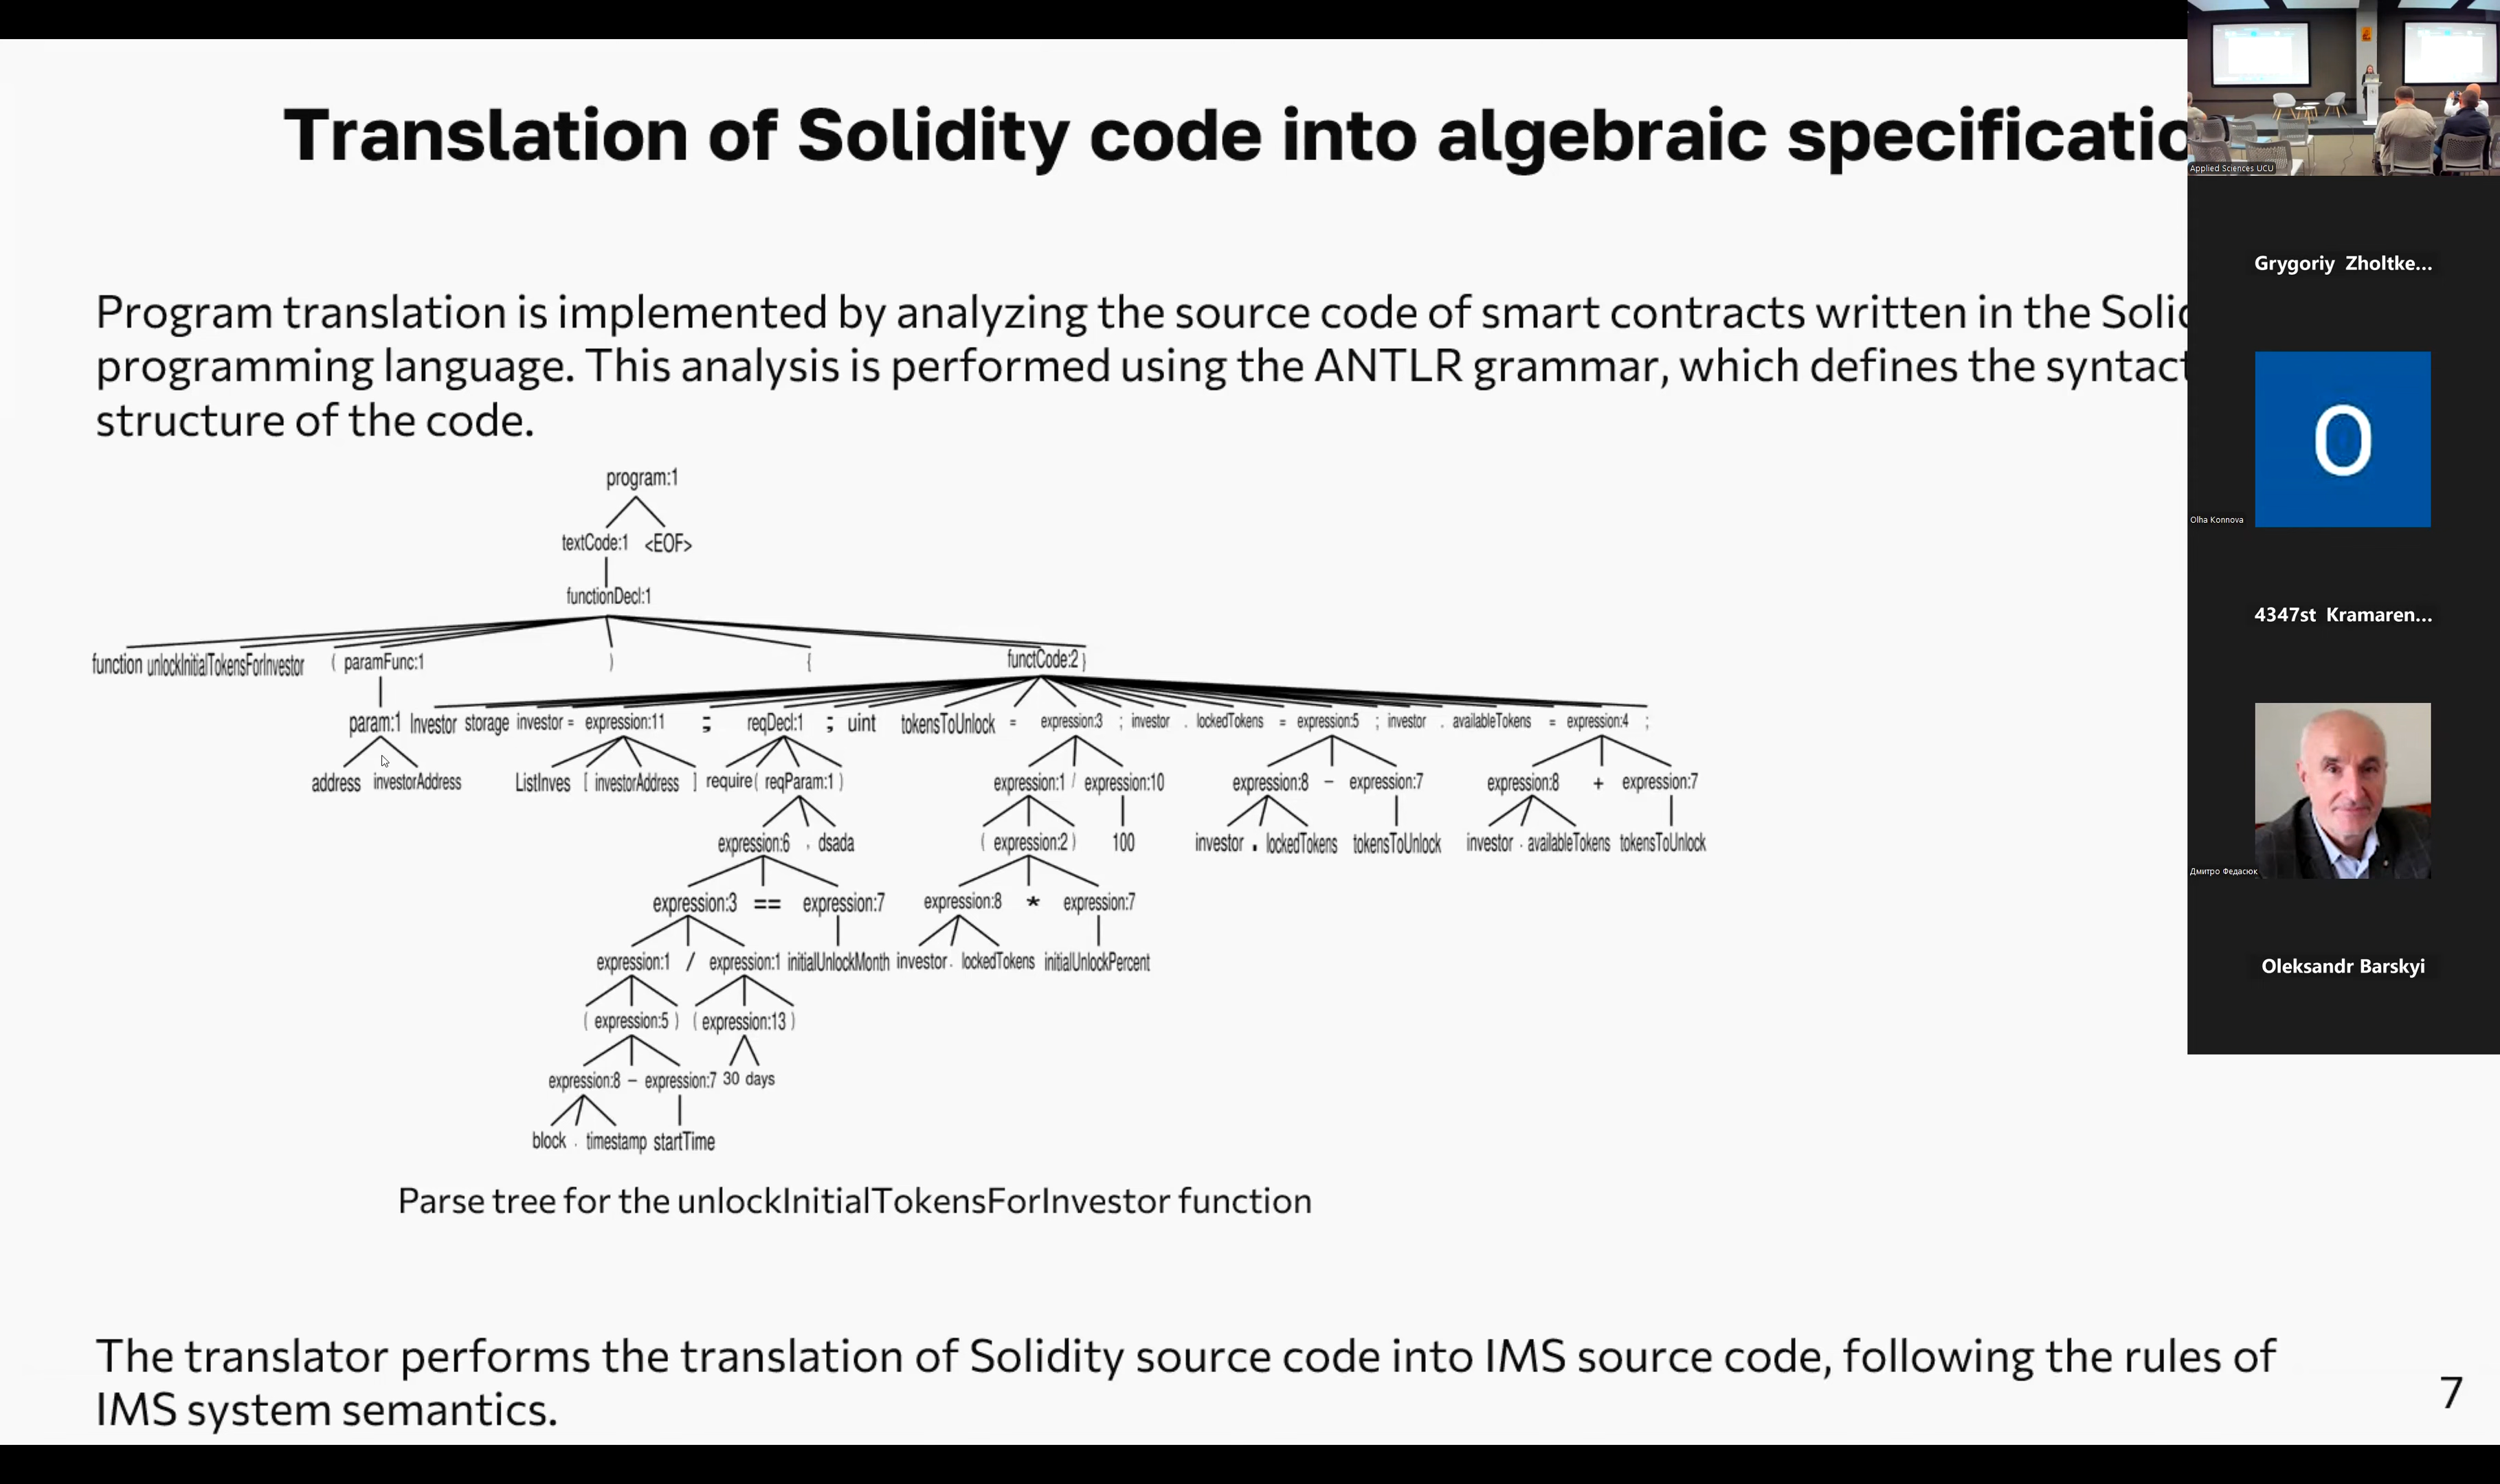 Translation of Solidity code into algebraic specificatio
Program translation is implemented by analyzing the source code of smart contracts written in the Solid
programming language. This analysis is performed using the ANTLR grammar, which defines the syntact
structure of the code.
program:1
textCode:1 <EOF>
functionDecl:1
function unlockInitialTokensForInvestor ( paramFunc:1 ) { functCode:2 }
param:1 Investor storage investor = expression:11 ; reqDecl:1 ; uint tokensToUnlock = expression:3 ; investor . lockedTokens = expression:5 ; investor . availableTokens = expression:4 ;
address investorAddress ListInves [ investorAddress ] require( reqParam:1 ) expression:1 / expression:10 expression:8 − expression:7 expression:8 + expression:7
expression:6 , dsada ( expression:2 ) 100 investor . lockedTokens tokensToUnlock investor . availableTokens tokensToUnlock
expression:3 == expression:7 expression:8 * expression:7
expression:1 / expression:1 initialUnlockMonth investor . lockedTokens initialUnlockPercent
( expression:5 ) ( expression:13 )
expression:8 − expression:7 30 days
block . timestamp startTime
Parse tree for the unlockInitialTokensForInvestor function
The translator performs the translation of Solidity source code into IMS source code, following the rules of
IMS system semantics.
7
Applied Sciences UCU
Grygoriy Zholtke...
O
Olha Konnova
4347st Kramaren...
Дмитро Федасюк
Oleksandr Barskyi